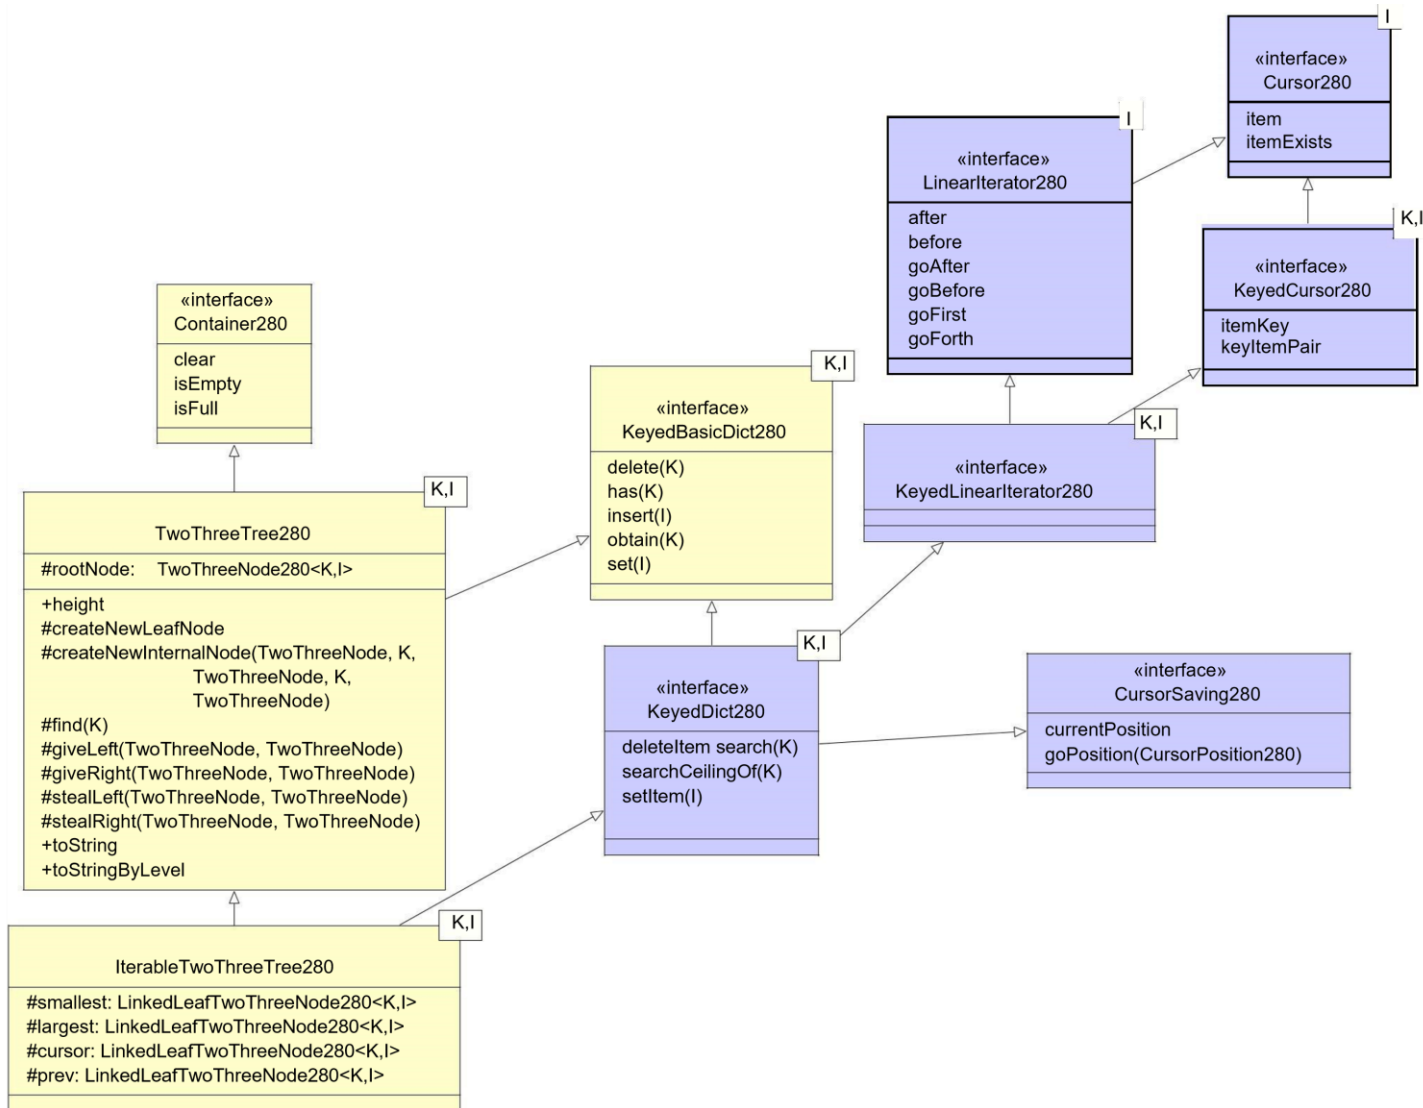 I
«interface»
Cursor280
item
itemExists
I
«interface»
LinearIterator280
after
before
goAfter
goBefore
goFirst
goForth
K,I
«interface»
KeyedCursor280
itemKey
keyItemPair
«interface»
Container280
clear
isEmpty
isFull
K,I
«interface»
KeyedBasicDict280
delete(K)
has(K)
insert(I)
obtain(K)
set(I)
K,I
«interface»
KeyedLinearIterator280
K,I
TwoThreeTree280
#rootNode: TwoThreeNode280<K,I>
+height
#createNewLeafNode
#createNewInternalNode(TwoThreeNode, K,
TwoThreeNode, K,
TwoThreeNode)
#find(K)
#giveLeft(TwoThreeNode, TwoThreeNode)
#giveRight(TwoThreeNode, TwoThreeNode)
#stealLeft(TwoThreeNode, TwoThreeNode)
#stealRight(TwoThreeNode, TwoThreeNode)
+toString
+toStringByLevel
K,I
«interface»
KeyedDict280
deleteItem search(K)
searchCeilingOf(K)
setItem(I)
«interface»
CursorSaving280
currentPosition
goPosition(CursorPosition280)
K,I
IterableTwoThreeTree280
#smallest: LinkedLeafTwoThreeNode280<K,I>
#largest: LinkedLeafTwoThreeNode280<K,I>
#cursor: LinkedLeafTwoThreeNode280<K,I>
#prev: LinkedLeafTwoThreeNode280<K,I>